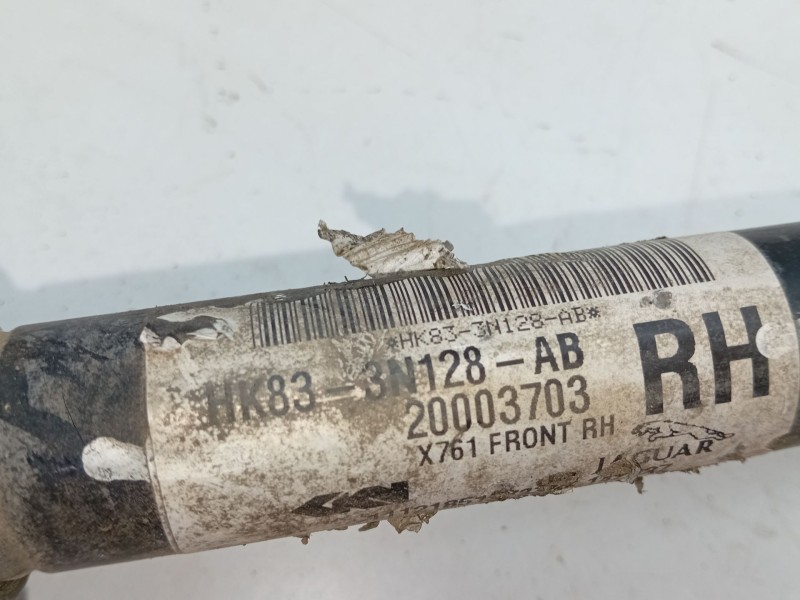 *HK83-3N128-AB*
HK83-3N128-AB
20003703
X761 FRONT RH
RH
JAGUAR